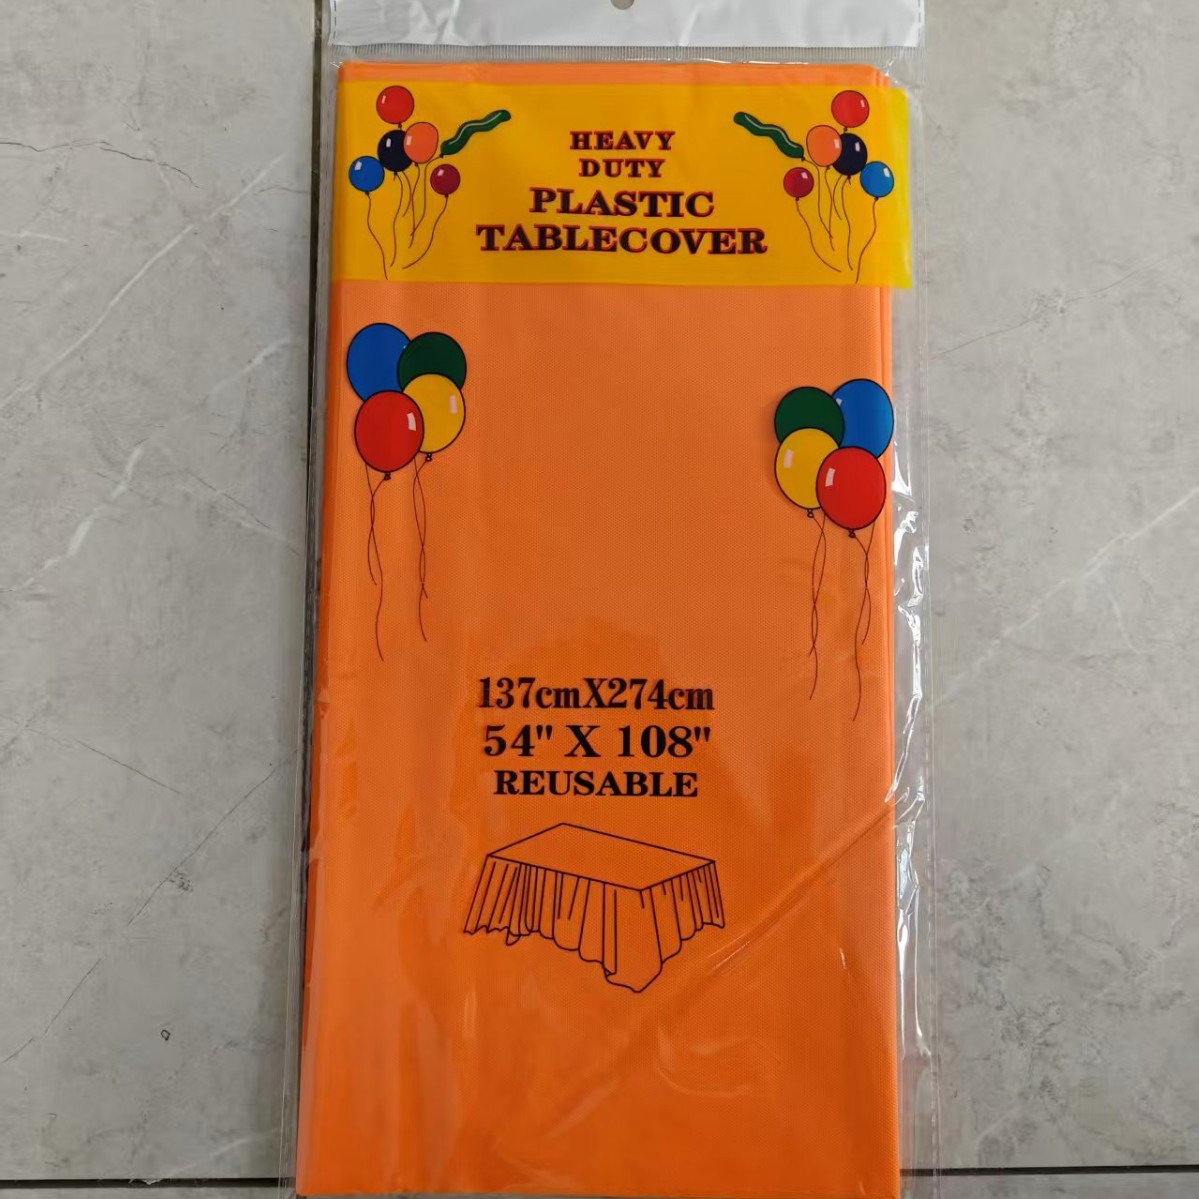 HEAVY
DUTY
PLASTIC
TABLECOVER
137cmX274cm
54" X 108"
REUSABLE